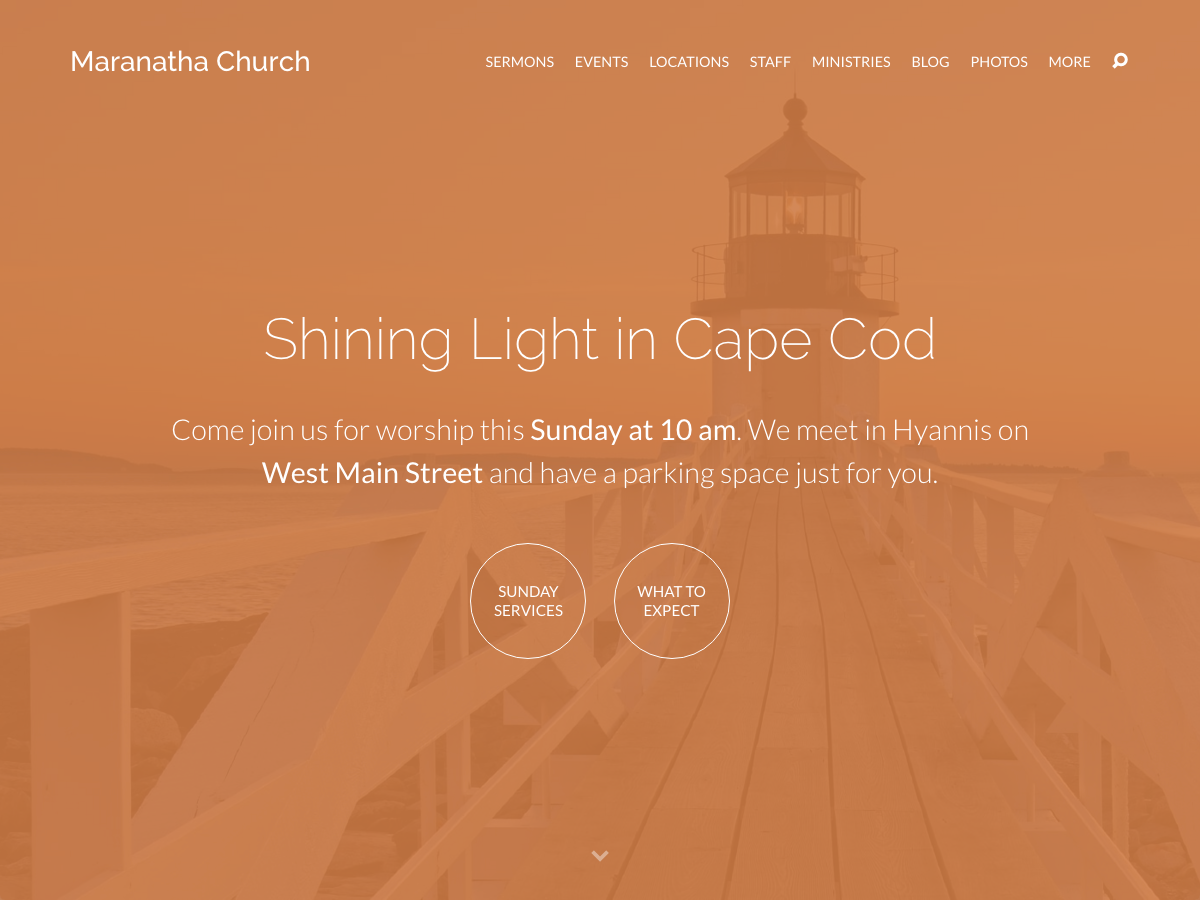 Maranatha Church
SERMONS EVENTS LOCATIONS STAFF MINISTRIES BLOG PHOTOS MORE
Shining Light in Cape Cod
Come join us for worship this Sunday at 10 am. We meet in Hyannis on
West Main Street and have a parking space just for you.
SUNDAY
SERVICES
WHAT TO
EXPECT